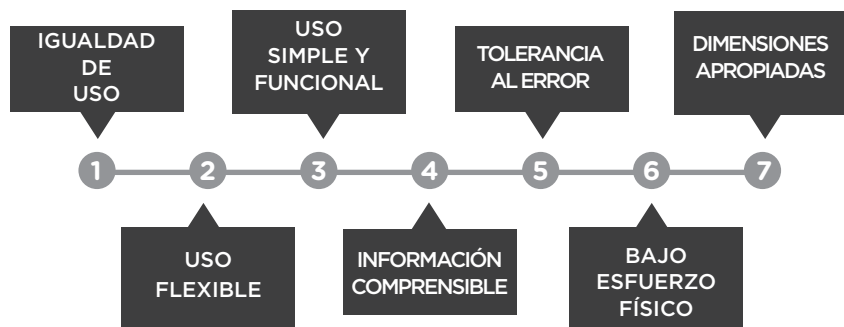 IGUALDAD
DE
USO
USO
SIMPLE Y
FUNCIONAL
TOLERANCIA
AL ERROR
DIMENSIONES
APROPIADAS
1
2
3
4
5
6
7
USO
FLEXIBLE
INFORMACIÓN
COMPRENSIBLE
BAJO
ESFUERZO
FÍSICO